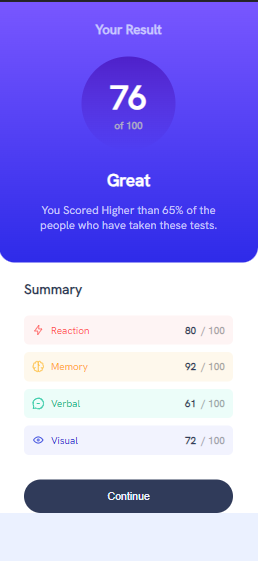 Your Result
76
of 100
Great
You Scored Higher than 65% of the
people who have taken these tests.
Summary
Reaction 80 / 100
Memory 92 / 100
Verbal 61 / 100
Visual 72 / 100
Continue